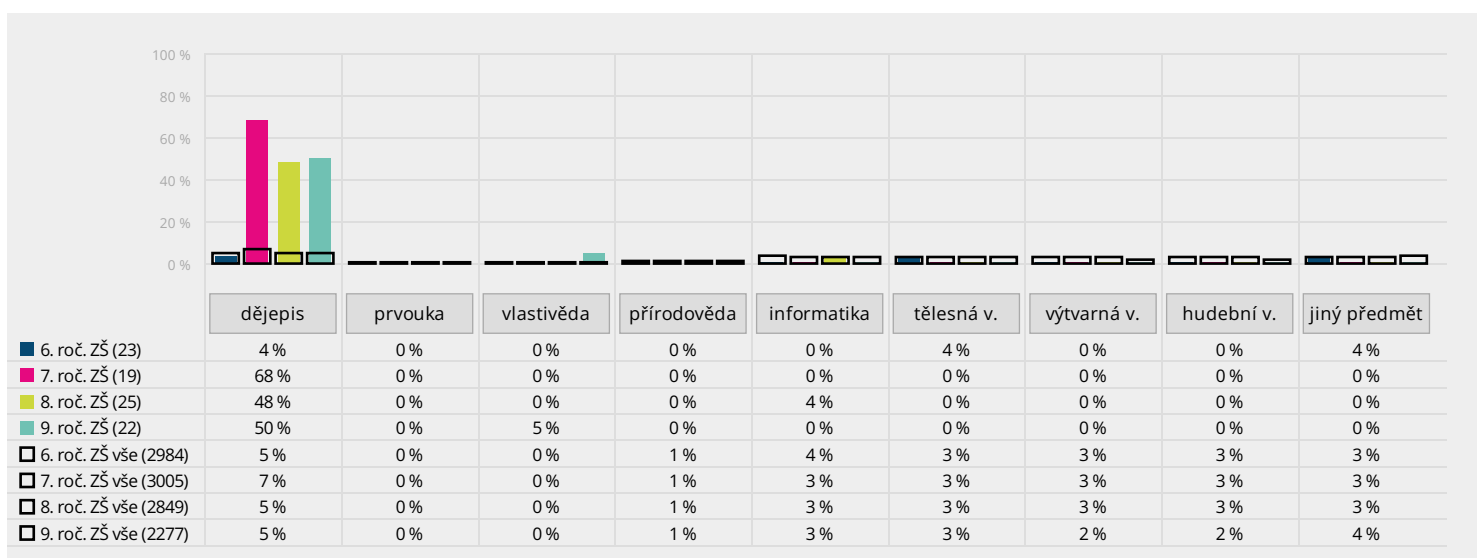 100 %
80 %
60 %
40 %
20 %
0 %
dějepis prvouka vlastivěda přírodověda informatika tělesná v. výtvarná v. hudební v. jiný předmět
6. roč. ZŠ (23) 4 % 0 % 0 % 0 % 0 % 4 % 0 % 0 % 4 %
7. roč. ZŠ (19) 68 % 0 % 0 % 0 % 0 % 0 % 0 % 0 % 0 %
8. roč. ZŠ (25) 48 % 0 % 0 % 0 % 4 % 0 % 0 % 0 % 0 %
9. roč. ZŠ (22) 50 % 0 % 5 % 0 % 0 % 0 % 0 % 0 % 0 %
6. roč. ZŠ vše (2984) 5 % 0 % 0 % 1 % 4 % 3 % 3 % 3 % 3 %
7. roč. ZŠ vše (3005) 7 % 0 % 0 % 1 % 3 % 3 % 3 % 3 % 3 %
8. roč. ZŠ vše (2849) 5 % 0 % 0 % 1 % 3 % 3 % 3 % 3 % 3 %
9. roč. ZŠ vše (2277) 5 % 0 % 0 % 1 % 3 % 3 % 2 % 2 % 4 %